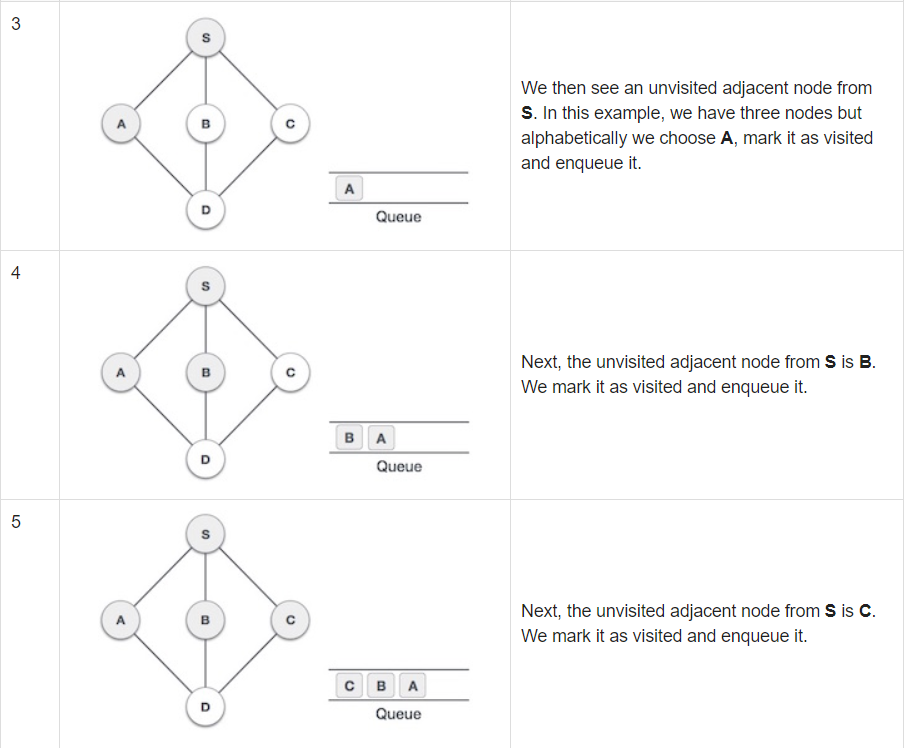 3
S
A
B
C
D
A
Queue
We then see an unvisited adjacent node from
S. In this example, we have three nodes but
alphabetically we choose A, mark it as visited
and enqueue it.
4
S
A
B
C
D
B A
Queue
Next, the unvisited adjacent node from S is B.
We mark it as visited and enqueue it.
5
S
A
B
C
D
C B A
Queue
Next, the unvisited adjacent node from S is C.
We mark it as visited and enqueue it.